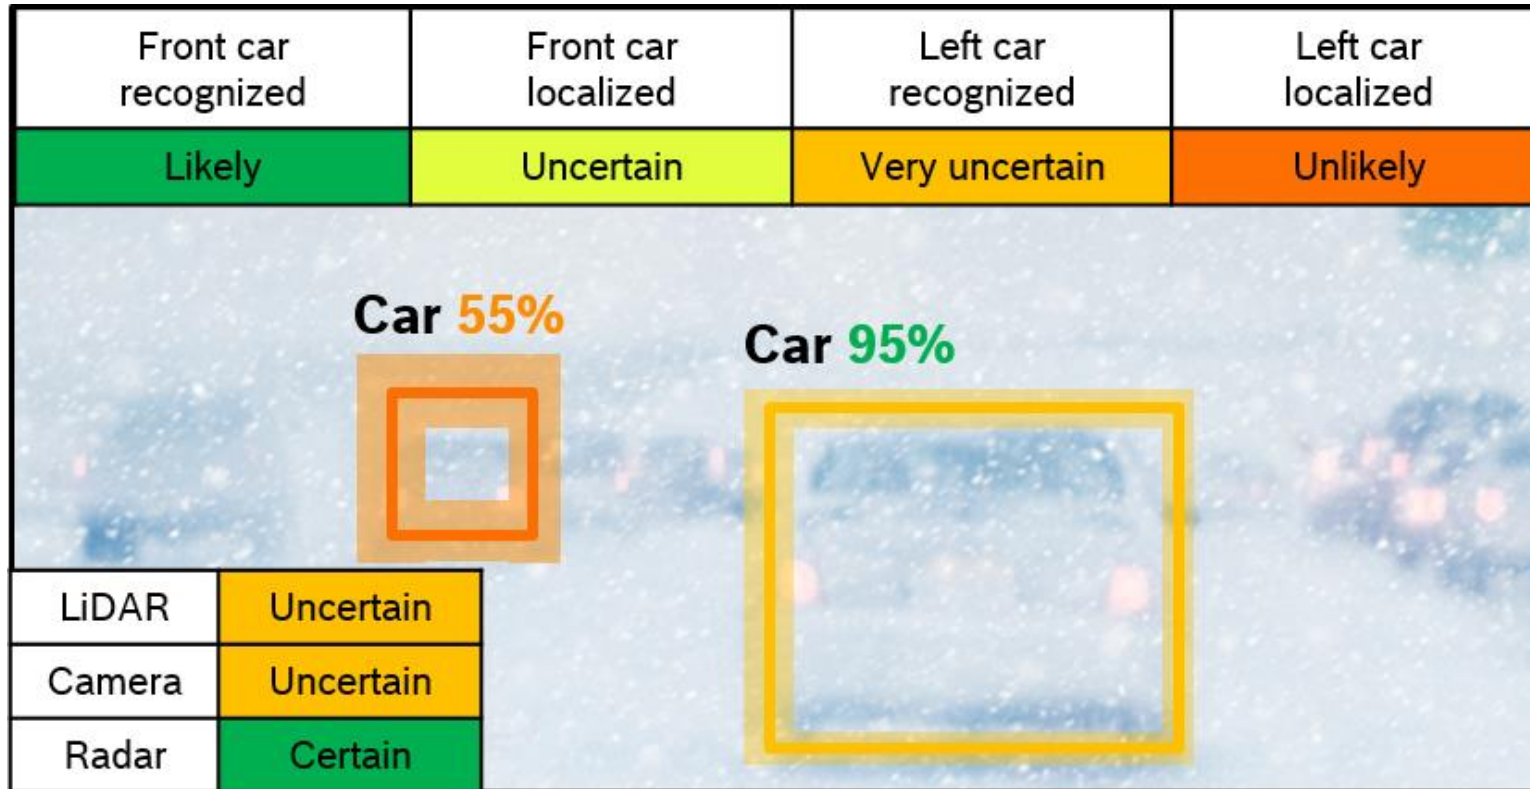 Front car
recognized
Front car
localized
Left car
recognized
Left car
localized
Likely
Uncertain
Very uncertain
Unlikely
Car 55%
Car 95%
LiDAR
Uncertain
Camera
Uncertain
Radar
Certain